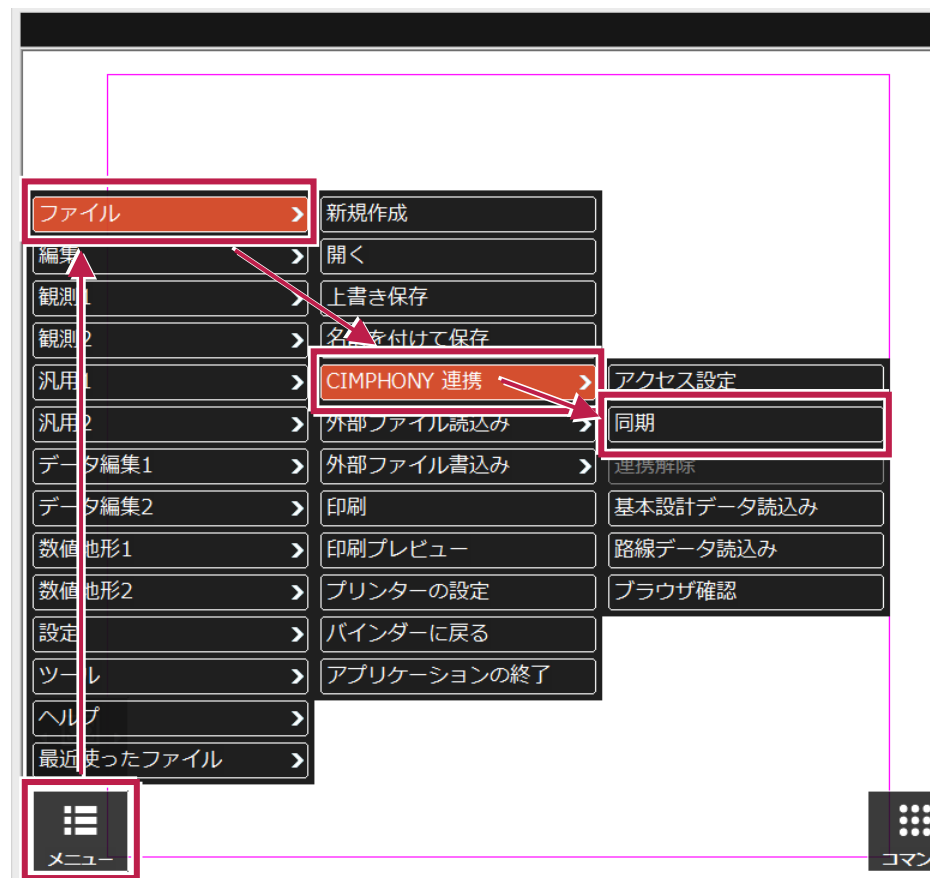 ファイル
編集
観測1
観測2
汎用1
汎用2
データ編集1
データ編集2
数値地形1
数値地形2
設定
ツール
ヘルプ
最近使ったファイル
新規作成
開く
上書き保存
名前を付けて保存
CIMPHONY 連携
外部ファイル読込み
外部ファイル書込み
印刷
印刷プレビュー
プリンターの設定
バインダーに戻る
アプリケーションの終了
アクセス設定
同期
連携解除
基本設計データ読込み
路線データ読込み
ブラウザ確認
メニュー
コマン